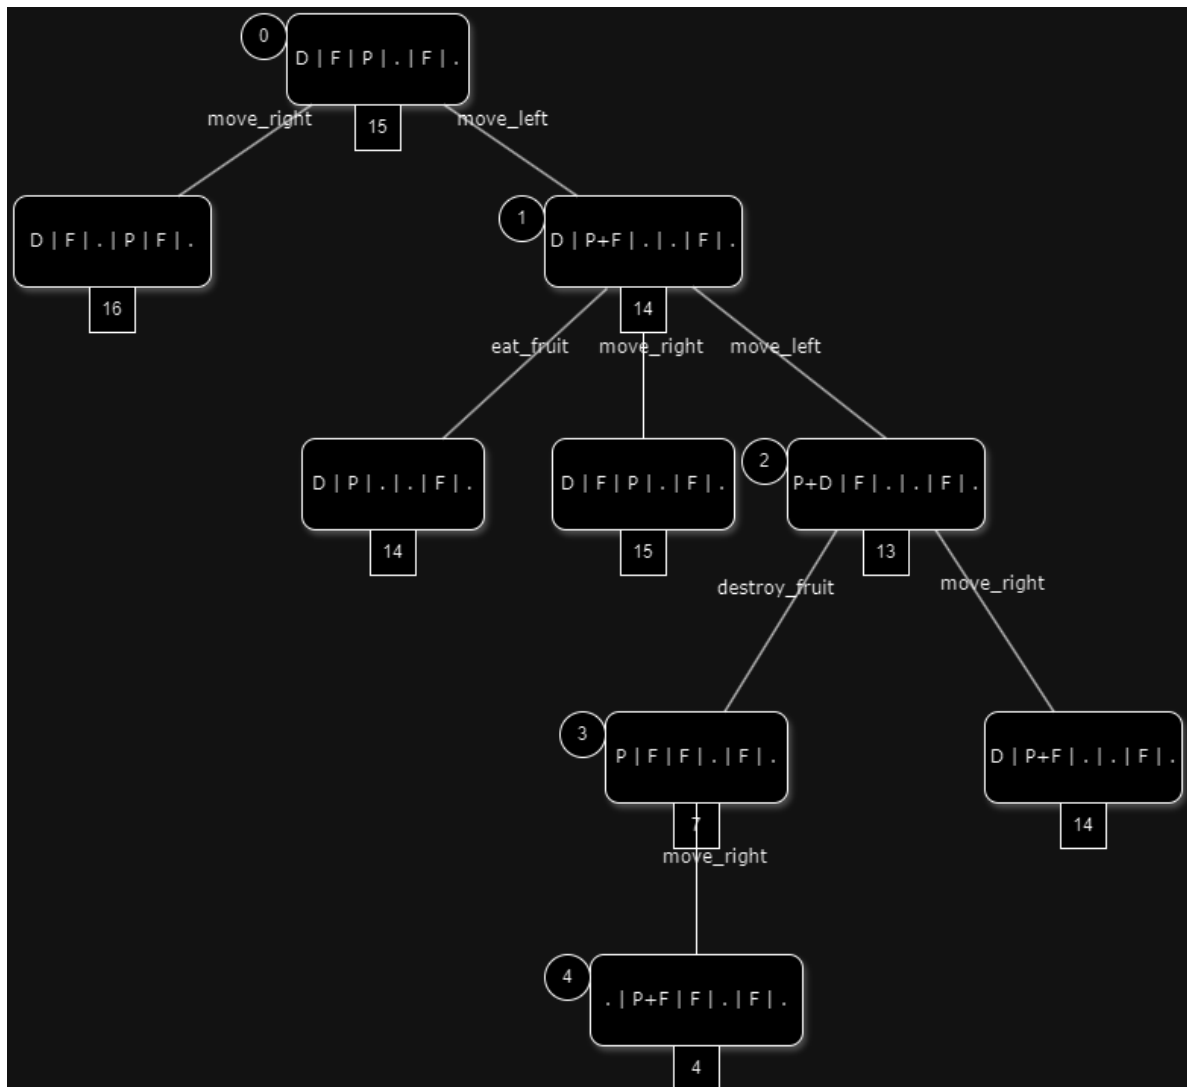 0
D | F | P | . | F | .
move_right
15
move_left
D | F | . | P | F | .
16
1
D | P+F | . | . | F | .
14
eat_fruit
move_right
move_left
D | P | . | . | F | .
14
D | F | P | . | F | .
15
2
P+D | F | . | . | F | .
13
destroy_fruit
move_right
3
P | F | F | . | F | .
7
move_right
D | P+F | . | . | F | .
14
4
. | P+F | F | . | F | .
4